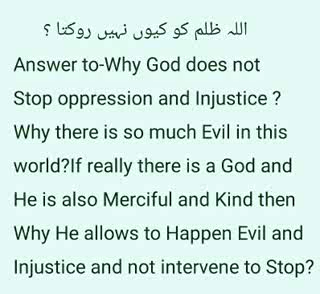 اللہ ظلم کو کیوں نہیں روکتا ؟
Answer to-Why God does not
Stop oppression and Injustice ?
Why there is so much Evil in this
world?If really there is a God and
He is also Merciful and Kind then
Why He allows to Happen Evil and
Injustice and not intervene to Stop?